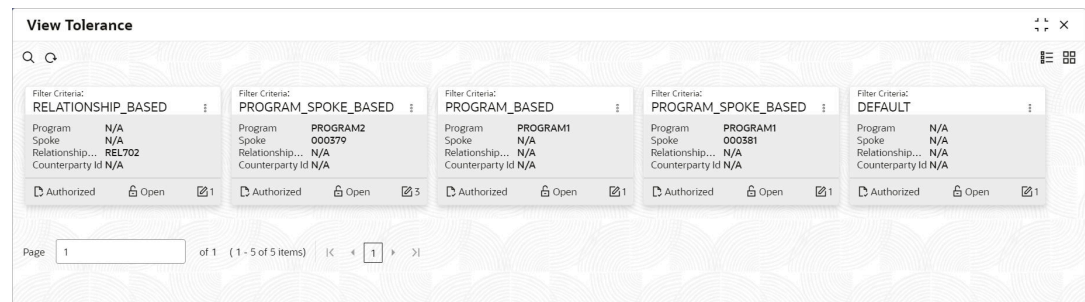 View Tolerance
Filter Criteria:
RELATIONSHIP_BASED
Program N/A
Spoke N/A
Relationship... REL702
Counterparty Id N/A
Authorized Open 1
Filter Criteria:
PROGRAM_SPOKE_BASED
Program PROGRAM2
Spoke 000379
Relationship... N/A
Counterparty Id N/A
Authorized Open 3
Filter Criteria:
PROGRAM_BASED
Program PROGRAM1
Spoke N/A
Relationship... N/A
Counterparty Id N/A
Authorized Open 1
Filter Criteria:
PROGRAM_SPOKE_BASED
Program PROGRAM1
Spoke 000381
Relationship... N/A
Counterparty Id N/A
Authorized Open 1
Filter Criteria:
DEFAULT
Program N/A
Spoke N/A
Relationship... N/A
Counterparty Id N/A
Authorized Open 1
Page 1 of 1 (1 - 5 of 5 items) 1